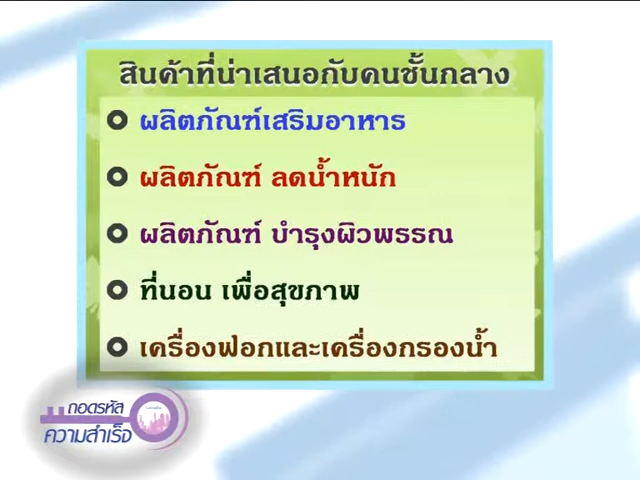 สินค้าที่น่าเสนอกับคนชั้นกลาง
ผลิตภัณฑ์เสริมอาหาร
ผลิตภัณฑ์ ลดน้ำหนัก
ผลิตภัณฑ์ บำรุงผิวพรรณ
ที่นอน เพื่อสุขภาพ
เครื่องฟอกและเครื่องกรองน้ำ
ถอดรหัส
ความสำเร็จ